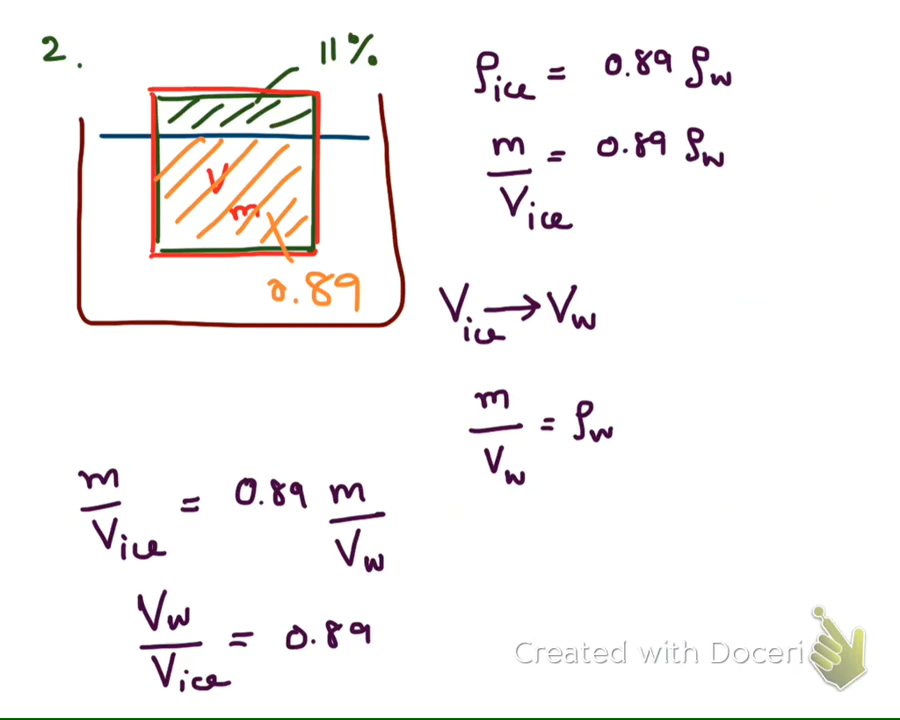 2.
11%
V
m
0.89
ρice = 0.89 ρw
m/Vice = 0.89 ρw
Vice → Vw
m/Vw = ρw
m/Vice = 0.89 m/Vw
Vw/Vice = 0.89
Created with Doceri